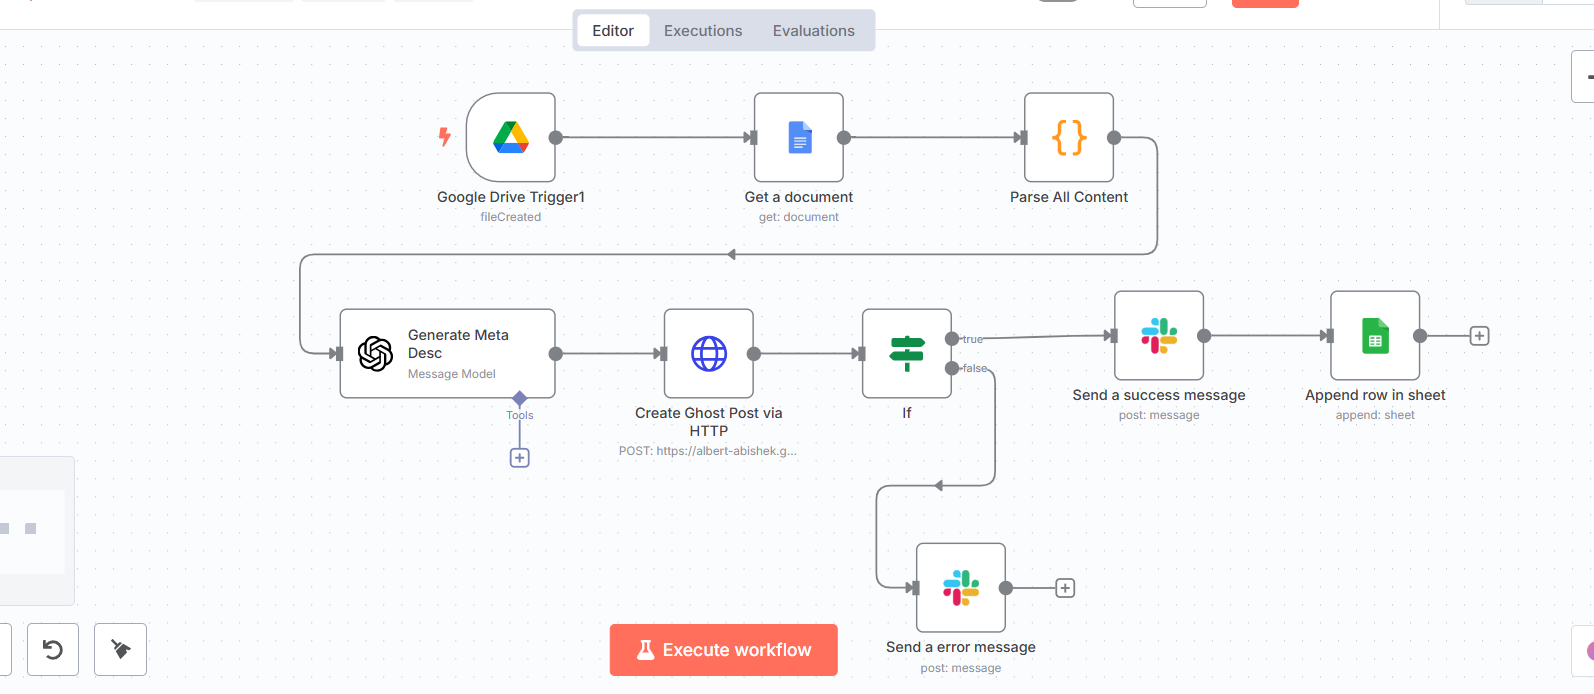 Editor
Executions
Evaluations
Google Drive Trigger1
fileCreated
Get a document
get: document
Parse All Content
Generate Meta
Desc
Message Model
Tools
Create Ghost Post via
HTTP
POST: https://albert-abishek.g...
If
true
false
Send a success message
post: message
Append row in sheet
append: sheet
Send a error message
post: message
Execute workflow